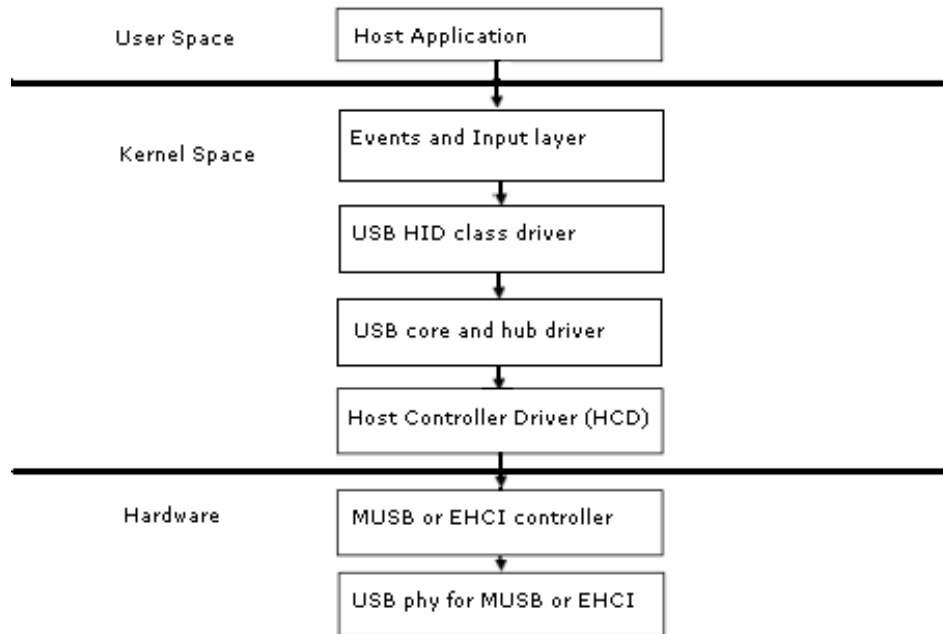 User Space
Host Application
Events and Input layer
Kernel Space
USB HID class driver
USB core and hub driver
Host Controller Driver (HCD)
Hardware
MUSB or EHCI controller
USB phy for MUSB or EHCI